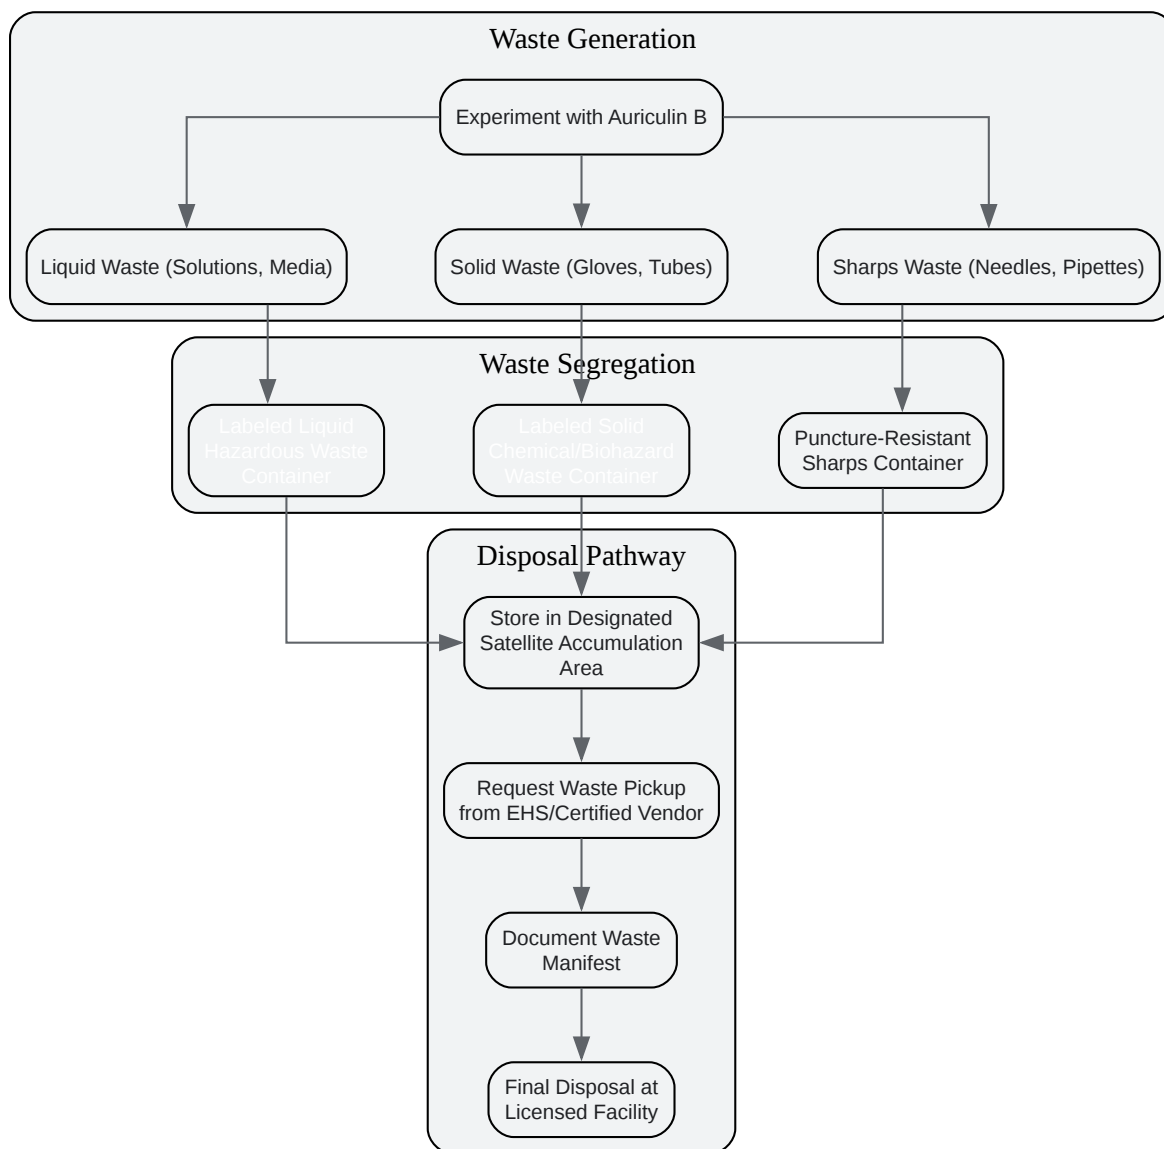 Waste Generation
Experiment with Auriculin B
Liquid Waste (Solutions, Media)
Solid Waste (Gloves, Tubes)
Sharps Waste (Needles, Pipettes)
Waste Segregation
Labeled Liquid
Hazardous Waste
Container
Labeled Solid
Chemical/Biohazard
Waste Container
Puncture-Resistant
Sharps Container
Disposal Pathway
Store in Designated
Satellite Accumulation
Area
Request Waste Pickup
from EHS/Certified Vendor
Document Waste
Manifest
Final Disposal at
Licensed Facility